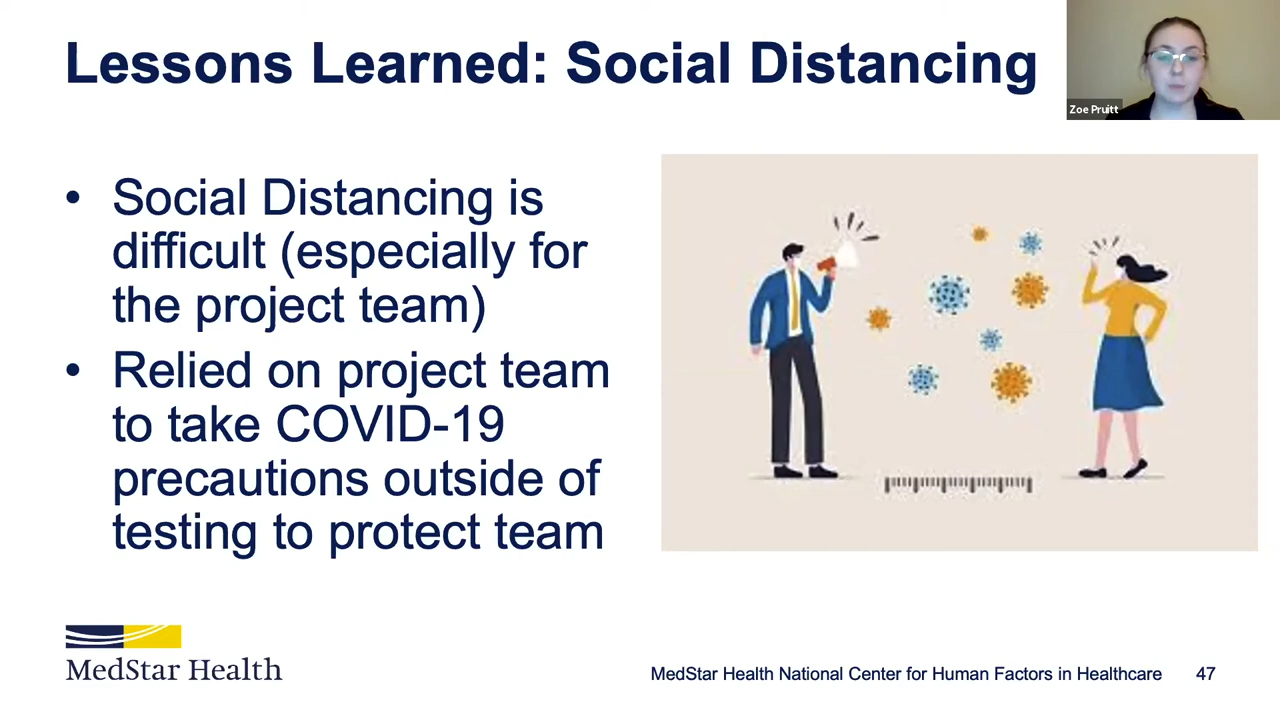 Lessons Learned: Social Distancing
Zoe Pruitt
• Social Distancing is
difficult (especially for
the project team)
• Relied on project team
to take COVID-19
precautions outside of
testing to protect team
MedStar Health
MedStar Health National Center for Human Factors in Healthcare 47